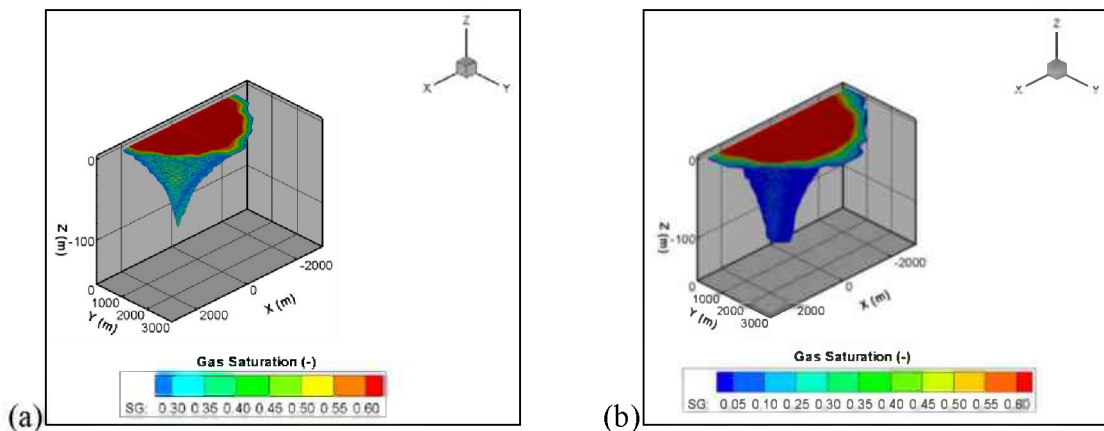 Z
X
Y
0
-100
Z (m)
0
1000
2000
3000
Y (m)
2000
0
-2000
X (m)
Gas Saturation (-)
SG: 0.30 0.35 0.40 0.45 0.50 0.55 0.60
(a)
Z
X
Y
0
-100
Z (m)
0
1000
2000
3000
Y (m)
2000
0
-2000
X (m)
Gas Saturation (-)
SG: 0.05 0.10 0.25 0.30 0.35 0.40 0.45 0.50 0.55 0.60
(b)